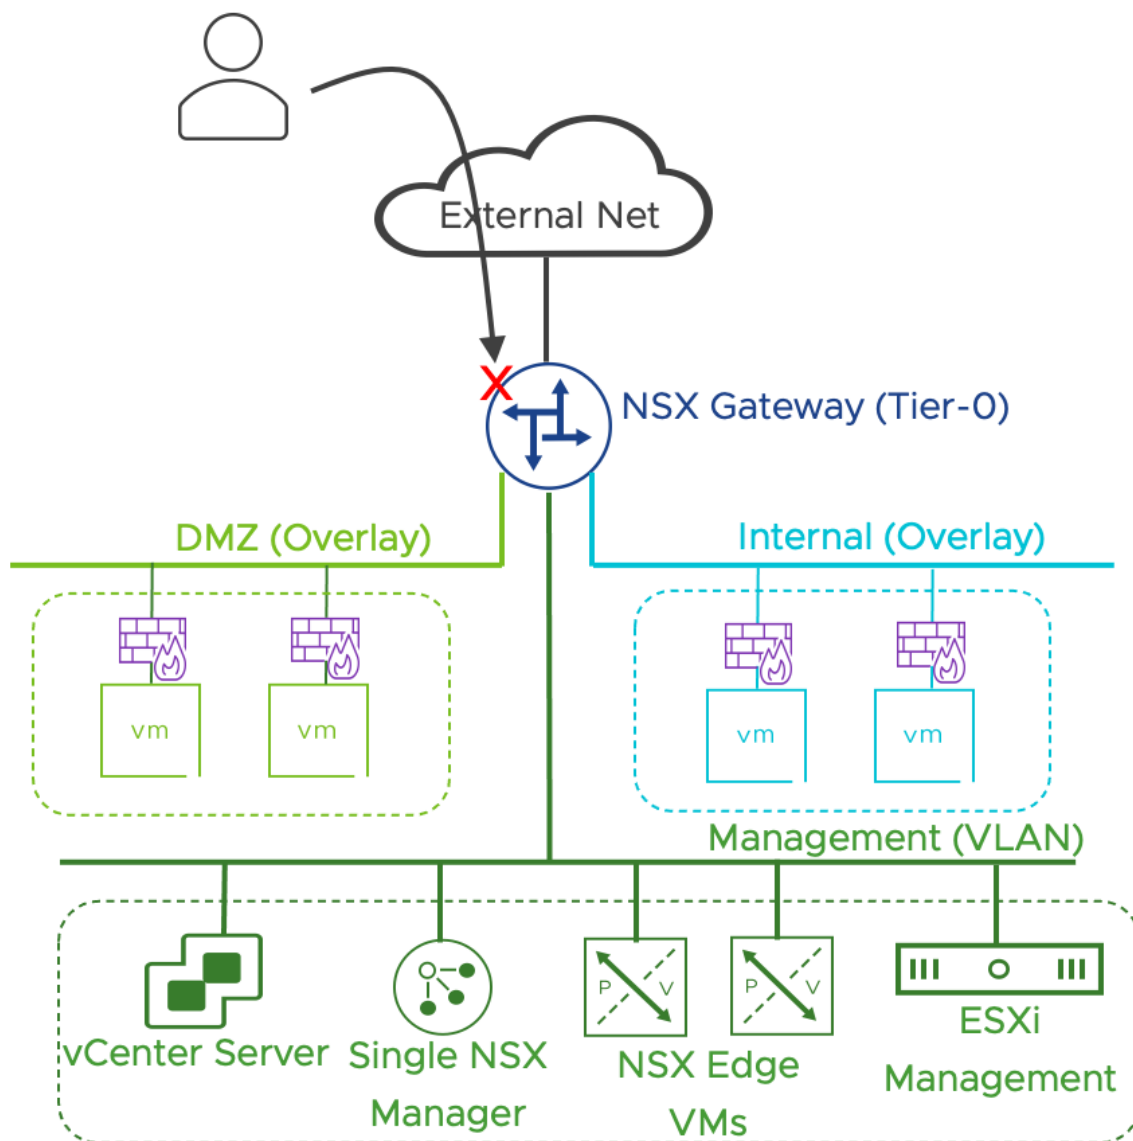 External Net
NSX Gateway (Tier-0)
DMZ (Overlay)
Internal (Overlay)
vm
vm
vm
vm
Management (VLAN)
P V
P V
vCenter Server
Single NSX
Manager
NSX Edge
VMs
ESXi
Management